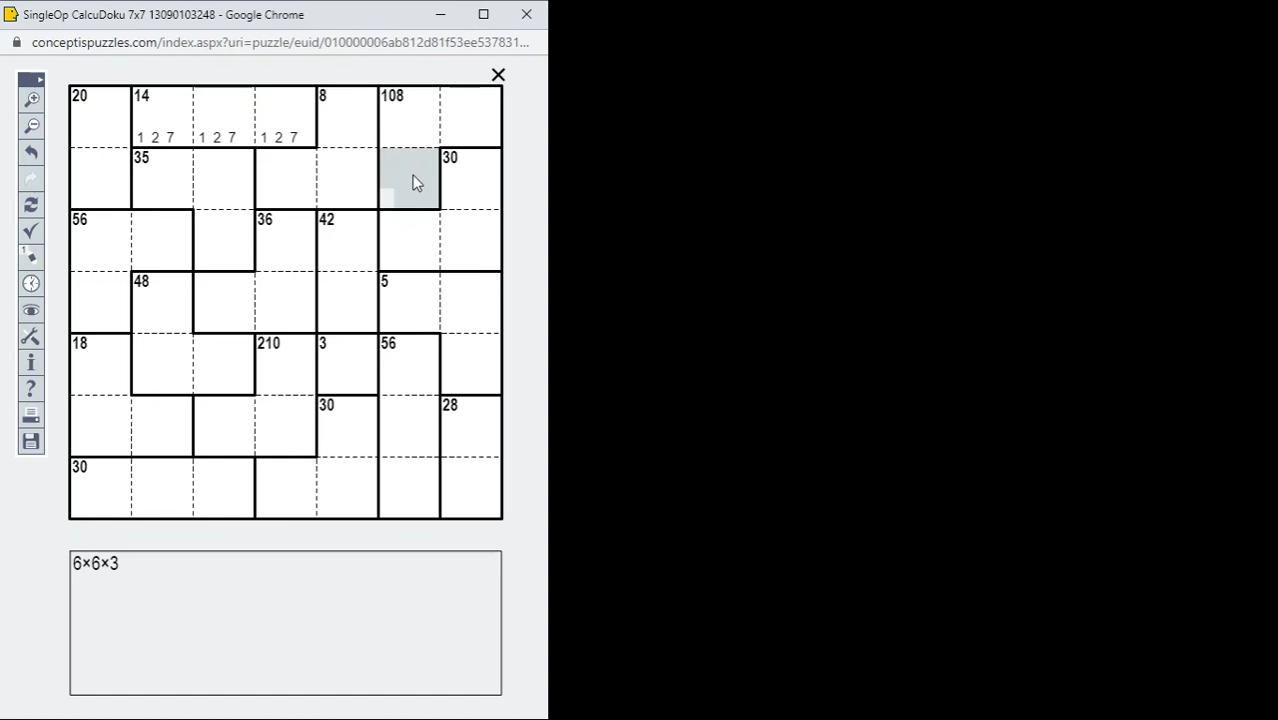 SingleOp CalcuDoku 7x7 13090103248 - Google Chrome
conceptispuzzles.com/index.aspx?uri=puzzle/euid/010000006ab812d81f53ee537831...
20 14 8 108
1 2 7 1 2 7 1 2 7
35 30
56 36 42
48 5
18 210 3 56
30 28
30
6×6×3